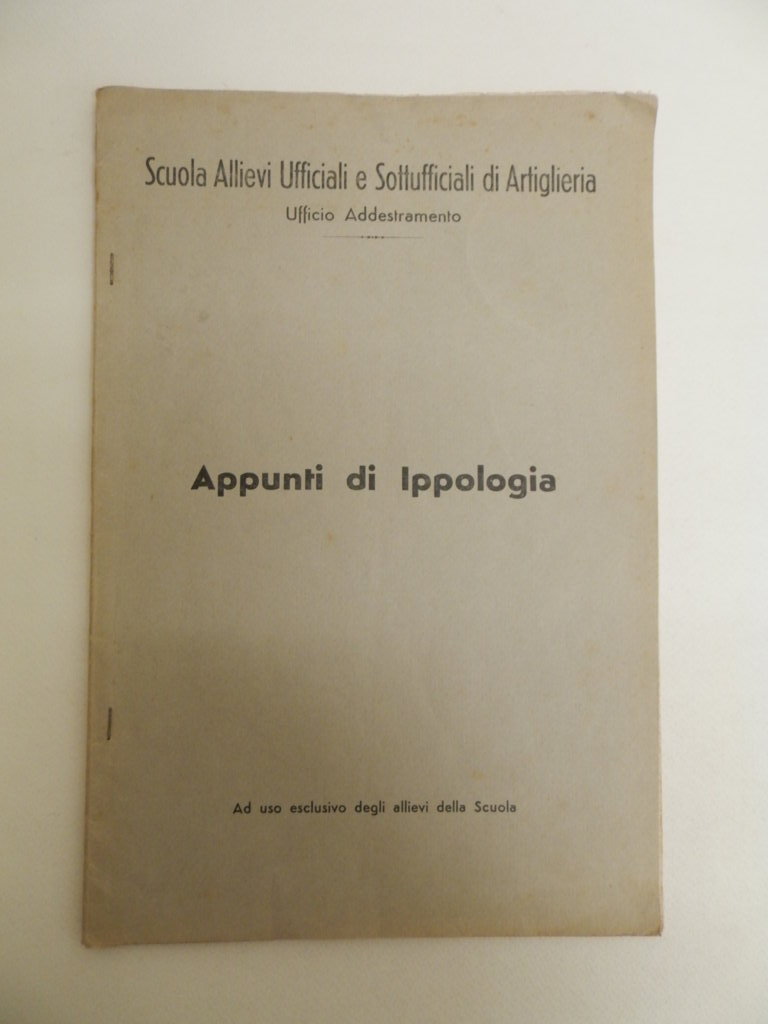 Scuola Allievi Ufficiali e Sottufficiali di Artiglieria
Ufficio Addestramento
Appunti di Ippologia
Ad uso esclusivo degli allievi della Scuola